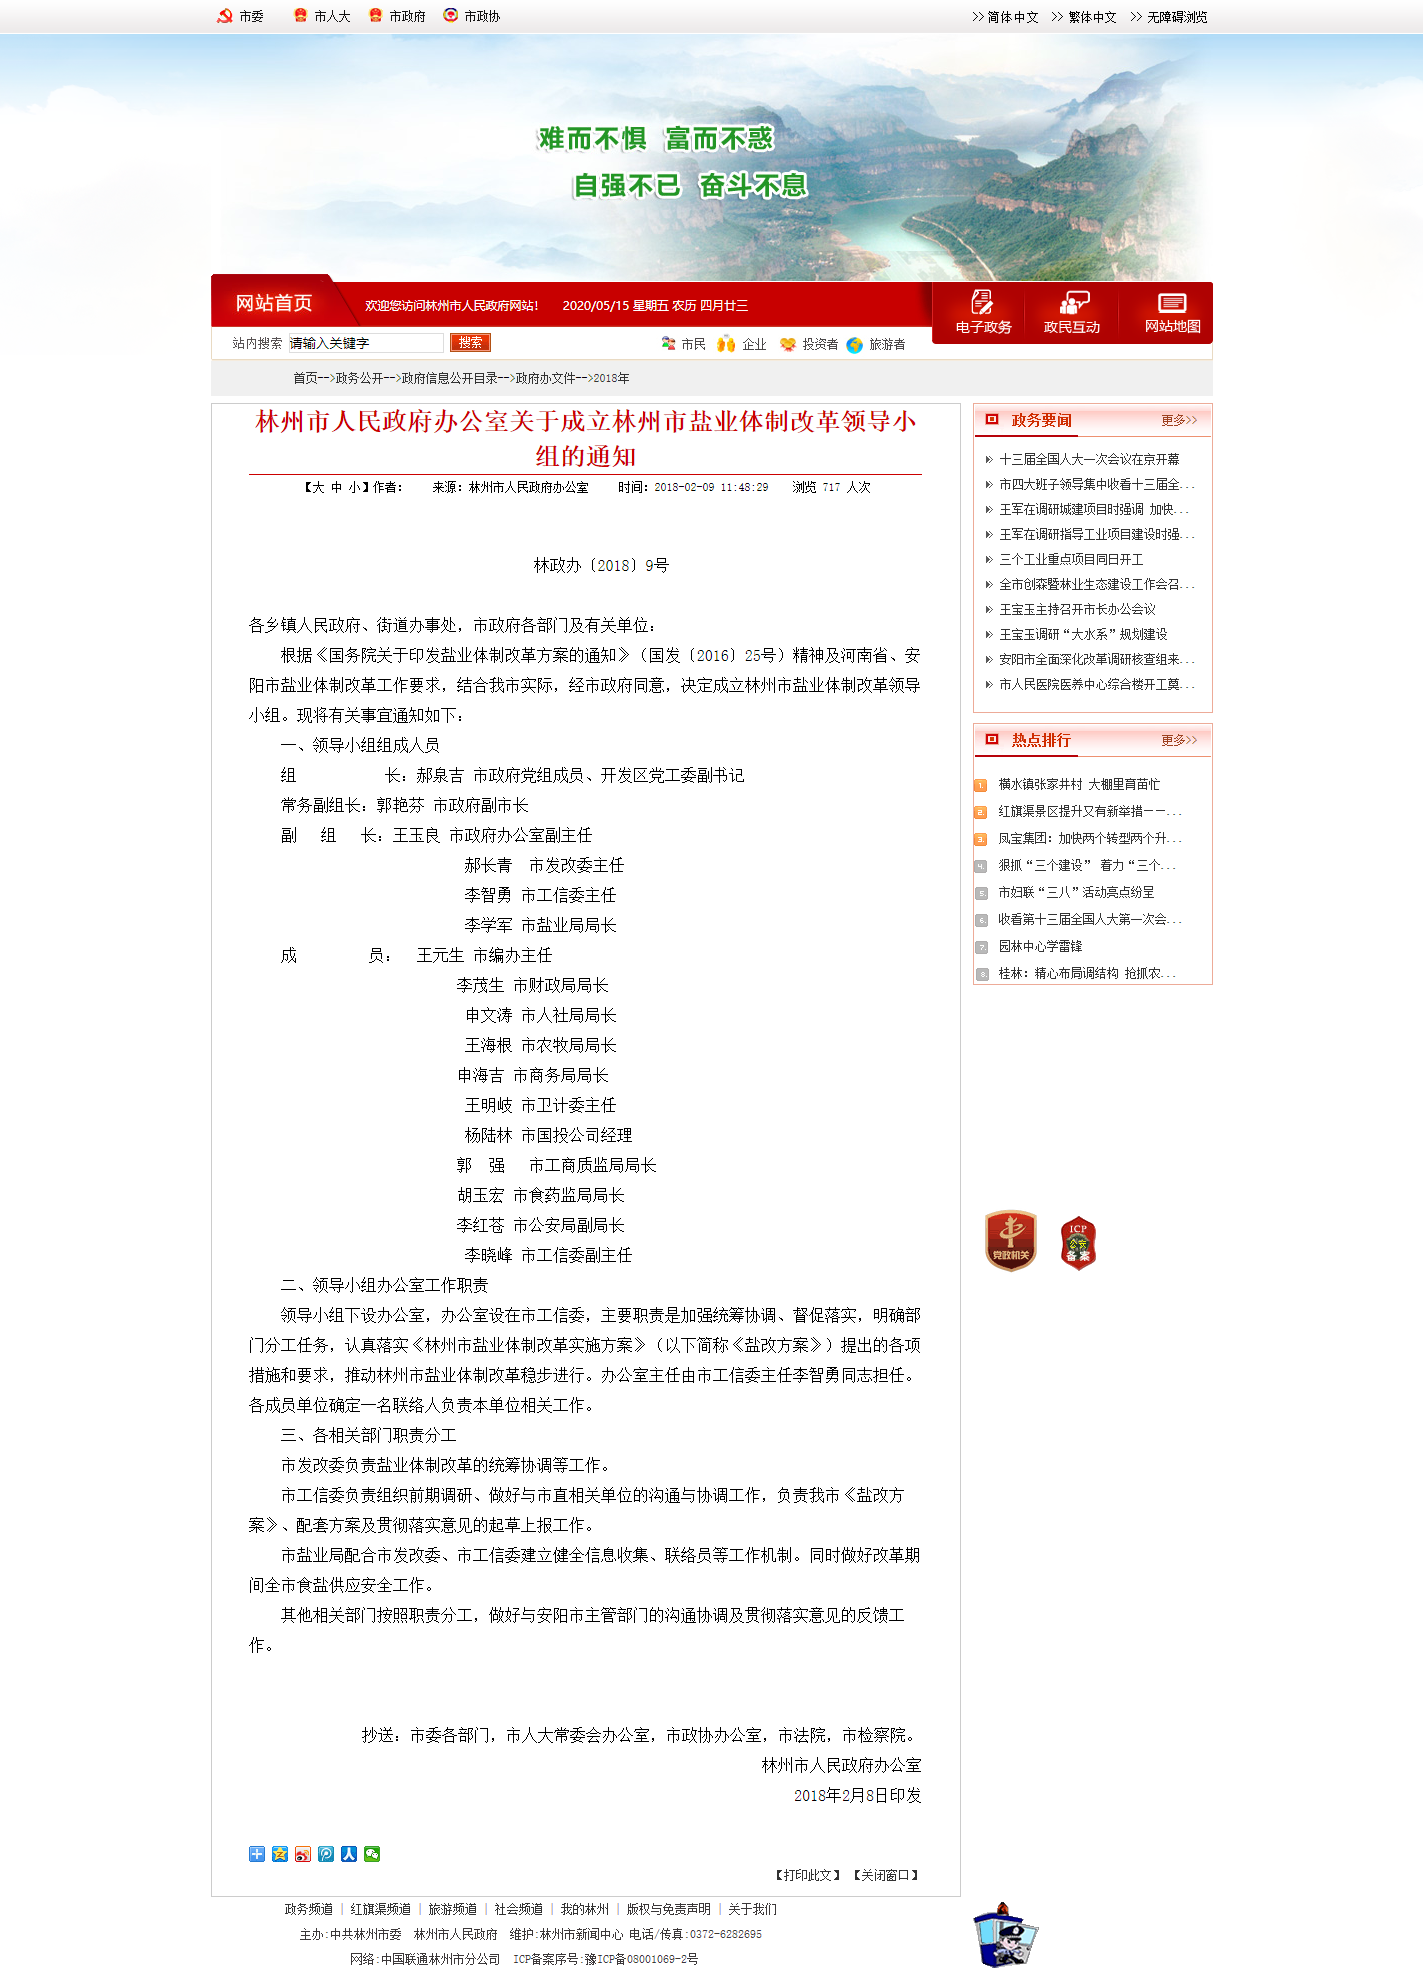 市委 市人大 市政府 市政协 >> 简体中文 >> 繁体中文 >> 无障碍浏览
难而不惧 富而不惑
自强不已 奋斗不息
网站首页 欢迎您访问林州市人民政府网站! 2020/05/15 星期五 农历 四月廿三 电子政务 政民互动 网站地图
站内搜索 请输入关键字 搜索 市民 企业 投资者 旅游者
首页-->政务公开-->政府信息公开目录-->政府办文件-->2018年
林州市人民政府办公室关于成立林州市盐业体制改革领导小
组的通知
【大 中 小】作者： 来源：林州市人民政府办公室 时间：2018-02-09 11:48:29 浏览 717 人次
林政办〔2018〕9号
各乡镇人民政府、街道办事处，市政府各部门及有关单位：
根据《国务院关于印发盐业体制改革方案的通知》（国发〔2016〕25号）精神及河南省、安
阳市盐业体制改革工作要求，结合我市实际，经市政府同意，决定成立林州市盐业体制改革领导
小组。现将有关事宜通知如下：
一、领导小组组成人员
组 长：郝泉吉 市政府党组成员、开发区党工委副书记
常务副组长：郭艳芬 市政府副市长
副 组 长：王玉良 市政府办公室副主任
郝长青 市发改委主任
李智勇 市工信委主任
李学军 市盐业局局长
成 员： 王元生 市编办主任
李茂生 市财政局局长
申文涛 市人社局局长
王海根 市农牧局局长
申海吉 市商务局局长
王明岐 市卫计委主任
杨陆林 市国投公司经理
郭 强 市工商质监局局长
胡玉宏 市食药监局局长
李红苍 市公安局副局长
李晓峰 市工信委副主任
二、领导小组办公室工作职责
领导小组下设办公室，办公室设在市工信委，主要职责是加强统筹协调、督促落实，明确部
门分工任务，认真落实《林州市盐业体制改革实施方案》（以下简称《盐改方案》）提出的各项
措施和要求，推动林州市盐业体制改革稳步进行。办公室主任由市工信委主任李智勇同志担任。
各成员单位确定一名联络人负责本单位相关工作。
三、各相关部门职责分工
市发改委负责盐业体制改革的统筹协调等工作。
市工信委负责组织前期调研、做好与市直相关单位的沟通与协调工作，负责我市《盐改方
案》、配套方案及贯彻落实意见的起草上报工作。
市盐业局配合市发改委、市工信委建立健全信息收集、联络员等工作机制。同时做好改革期
间全市食盐供应安全工作。
其他相关部门按照职责分工，做好与安阳市主管部门的沟通协调及贯彻落实意见的反馈工
作。
抄送：市委各部门，市人大常委会办公室，市政协办公室，市法院，市检察院。
林州市人民政府办公室
2018年2月8日印发
【打印此文】 【关闭窗口】
政务要闻 更多>>
十三届全国人大一次会议在京开幕
市四大班子领导集中收看十三届全...
王军在调研城建项目时强调 加快...
王军在调研指导工业项目建设时强...
三个工业重点项目同日开工
全市创森暨林业生态建设工作会召...
王宝玉主持召开市长办公会议
王宝玉调研“大水系”规划建设
安阳市全面深化改革调研核查组来...
市人民医院医养中心综合楼开工奠...
热点排行 更多>>
1. 横水镇张家井村 大棚里育苗忙
2. 红旗渠景区提升又有新举措——...
3. 凤宝集团：加快两个转型两个升...
4. 狠抓“三个建设” 着力“三个...
5. 市妇联“三八”活动亮点纷呈
6. 收看第十三届全国人大第一次会...
7. 园林中心学雷锋
8. 桂林：精心布局调结构 抢抓农...
党政机关
ICP
公安
备案
政务频道 | 红旗渠频道 | 旅游频道 | 社会频道 | 我的林州 | 版权与免责声明 | 关于我们
主办:中共林州市委 林州市人民政府 维护:林州市新闻中心 电话/传真:0372-6282695
网络:中国联通林州市分公司 ICP备案序号:豫ICP备08001069-2号